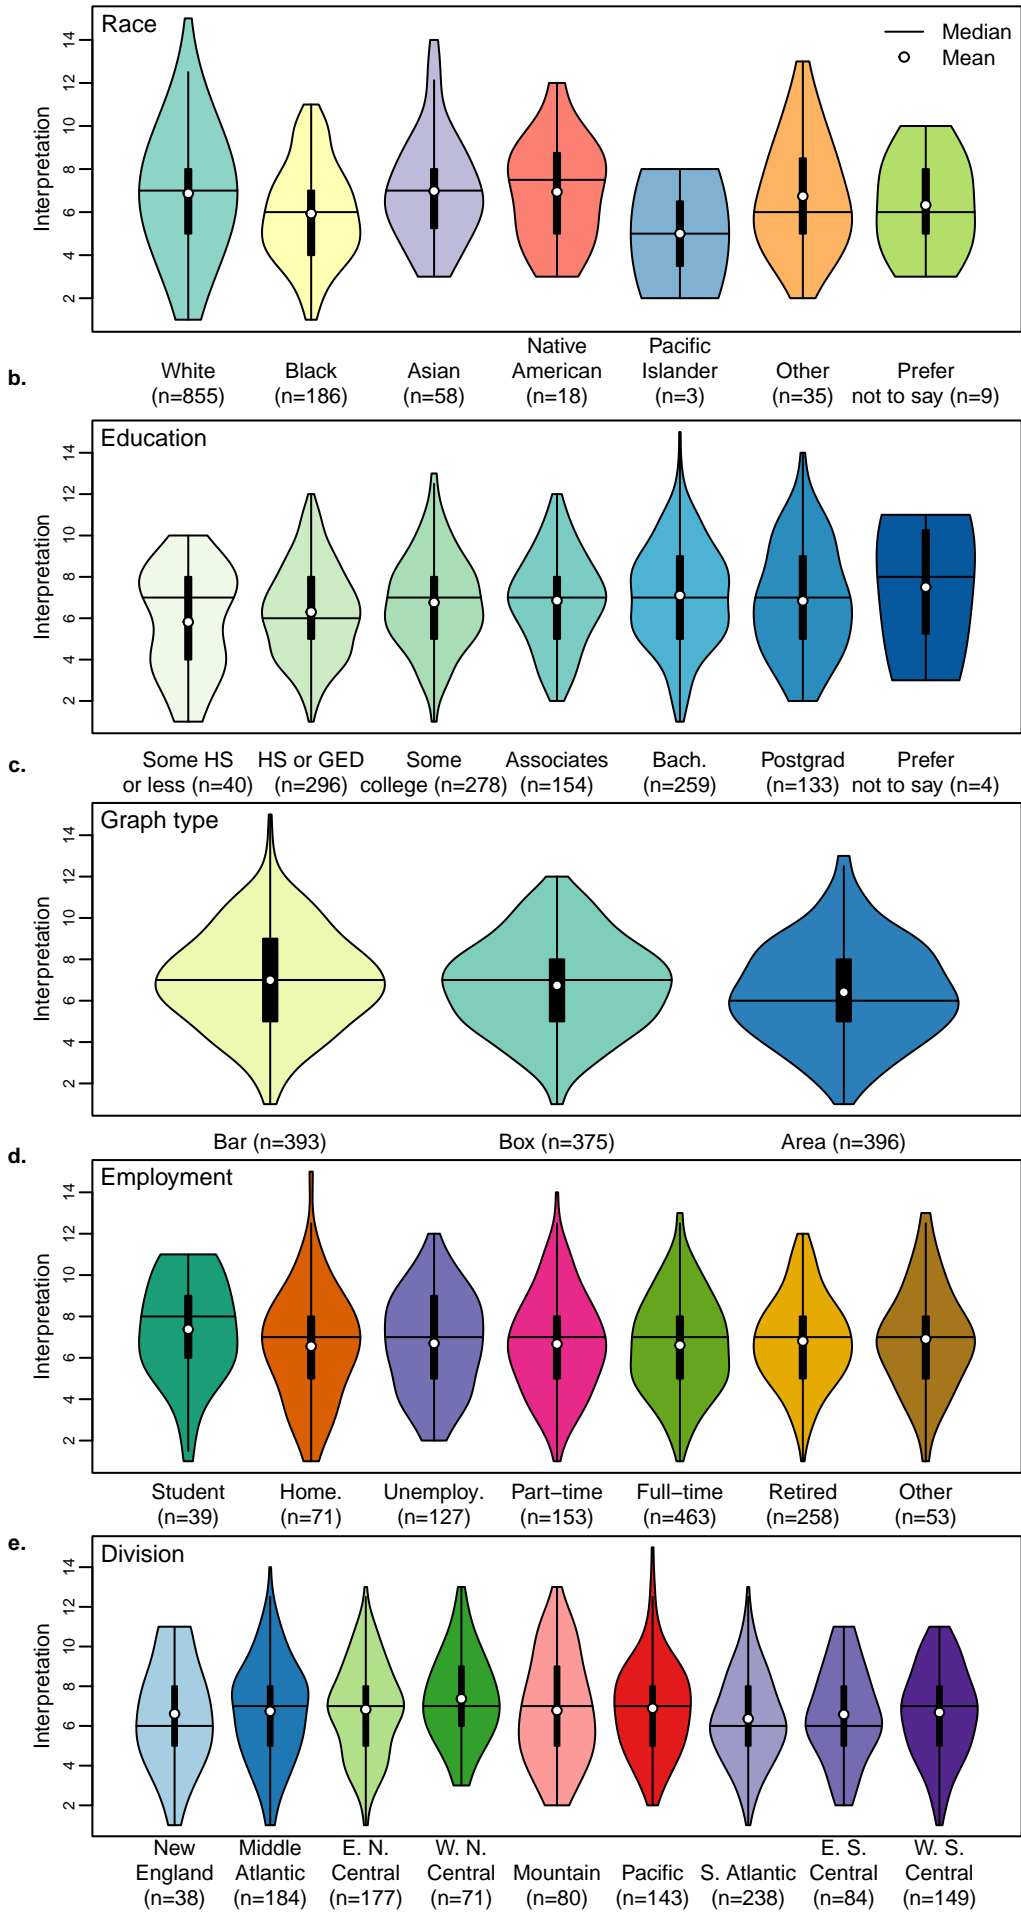 Race
Median
Mean
Interpretation
2 4 6 8 10 12 14
White (n=855)
Black (n=186)
Asian (n=58)
Native American (n=18)
Pacific Islander (n=3)
Other (n=35)
Prefer not to say (n=9)
b.
Education
Interpretation
2 4 6 8 10 12 14
Some HS or less (n=40)
HS or GED (n=296)
Some college (n=278)
Associates (n=154)
Bach. (n=259)
Postgrad (n=133)
Prefer not to say (n=4)
c.
Graph type
Interpretation
2 4 6 8 10 12 14
Bar (n=393)
Box (n=375)
Area (n=396)
d.
Employment
Interpretation
2 4 6 8 10 12 14
Student (n=39)
Home. (n=71)
Unemploy. (n=127)
Part−time (n=153)
Full−time (n=463)
Retired (n=258)
Other (n=53)
e.
Division
Interpretation
2 4 6 8 10 12 14
New England (n=38)
Middle Atlantic (n=184)
E. N. Central (n=177)
W. N. Central (n=71)
Mountain (n=80)
Pacific (n=143)
S. Atlantic (n=238)
E. S. Central (n=84)
W. S. Central (n=149)